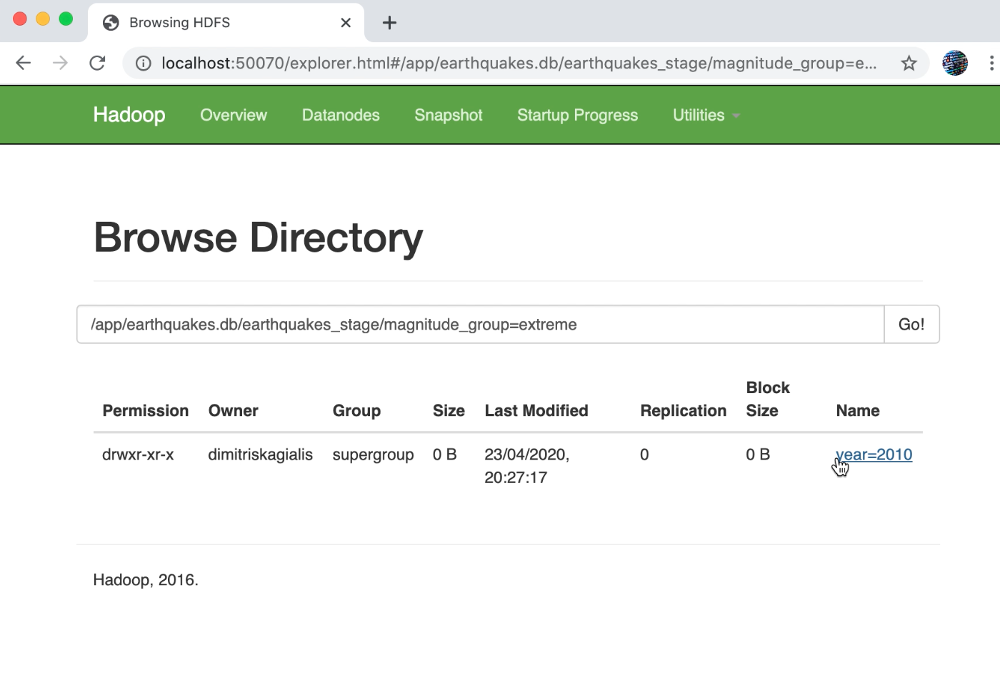 Browsing HDFS
localhost:50070/explorer.html#/app/earthquakes.db/earthquakes_stage/magnitude_group=e...
Hadoop Overview Datanodes Snapshot Startup Progress Utilities
Browse Directory
/app/earthquakes.db/earthquakes_stage/magnitude_group=extreme Go!
Permission Owner Group Size Last Modified Replication Block Size Name
drwxr-xr-x dimitriskagialis supergroup 0 B 23/04/2020, 20:27:17 0 0 B year=2010
Hadoop, 2016.